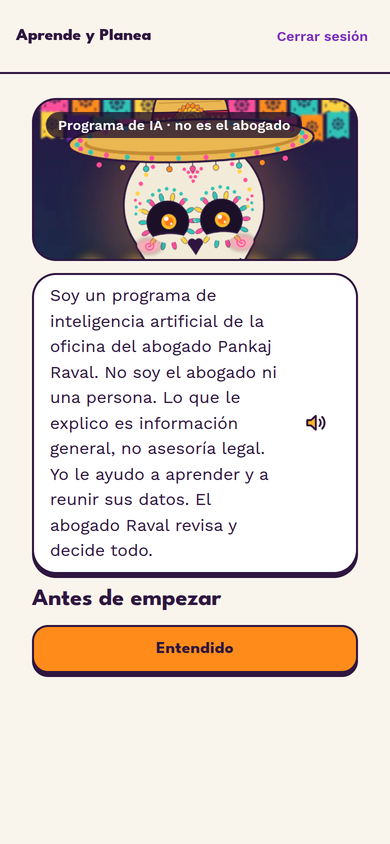 Aprende y Planea
Cerrar sesión
Programa de IA · no es el abogado
Soy un programa de
inteligencia artificial de la
oficina del abogado Pankaj
Raval. No soy el abogado ni
una persona. Lo que le
explico es información
general, no asesoría legal.
Yo le ayudo a aprender y a
reunir sus datos. El
abogado Raval revisa y
decide todo.
Antes de empezar
Entendido